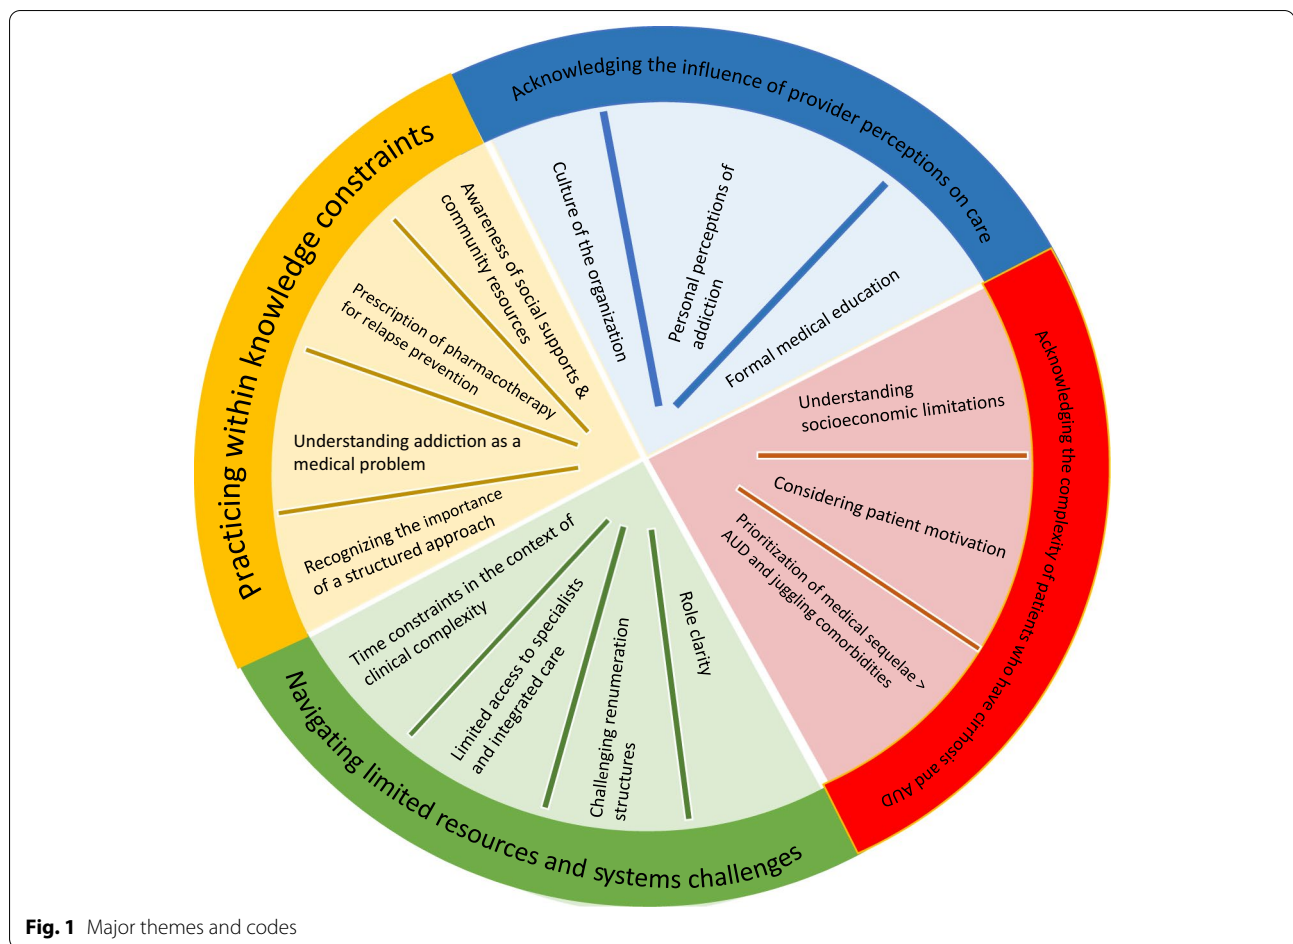 Acknowledging the influence of provider perceptions on care
Culture of the organization
Personal perceptions of
addiction
Formal medical education
Acknowledging the complexity of patients who have cirrhosis and AUD
Understanding
socioeconomic limitations
Considering patient motivation
Prioritization of medical sequelae >
AUD and juggling comorbidities
Navigating limited resources and systems challenges
Role clarity
Challenging renumeration
structures
Limited access to specialists
and integrated care
Time constraints in the context of
clinical complexity
Practicing within knowledge constraints
Recognizing the importance
of a structured approach
Understanding addiction as a
medical problem
Prescription of pharmacotherapy
for relapse prevention
Awareness of social supports &
community resources
Fig. 1 Major themes and codes